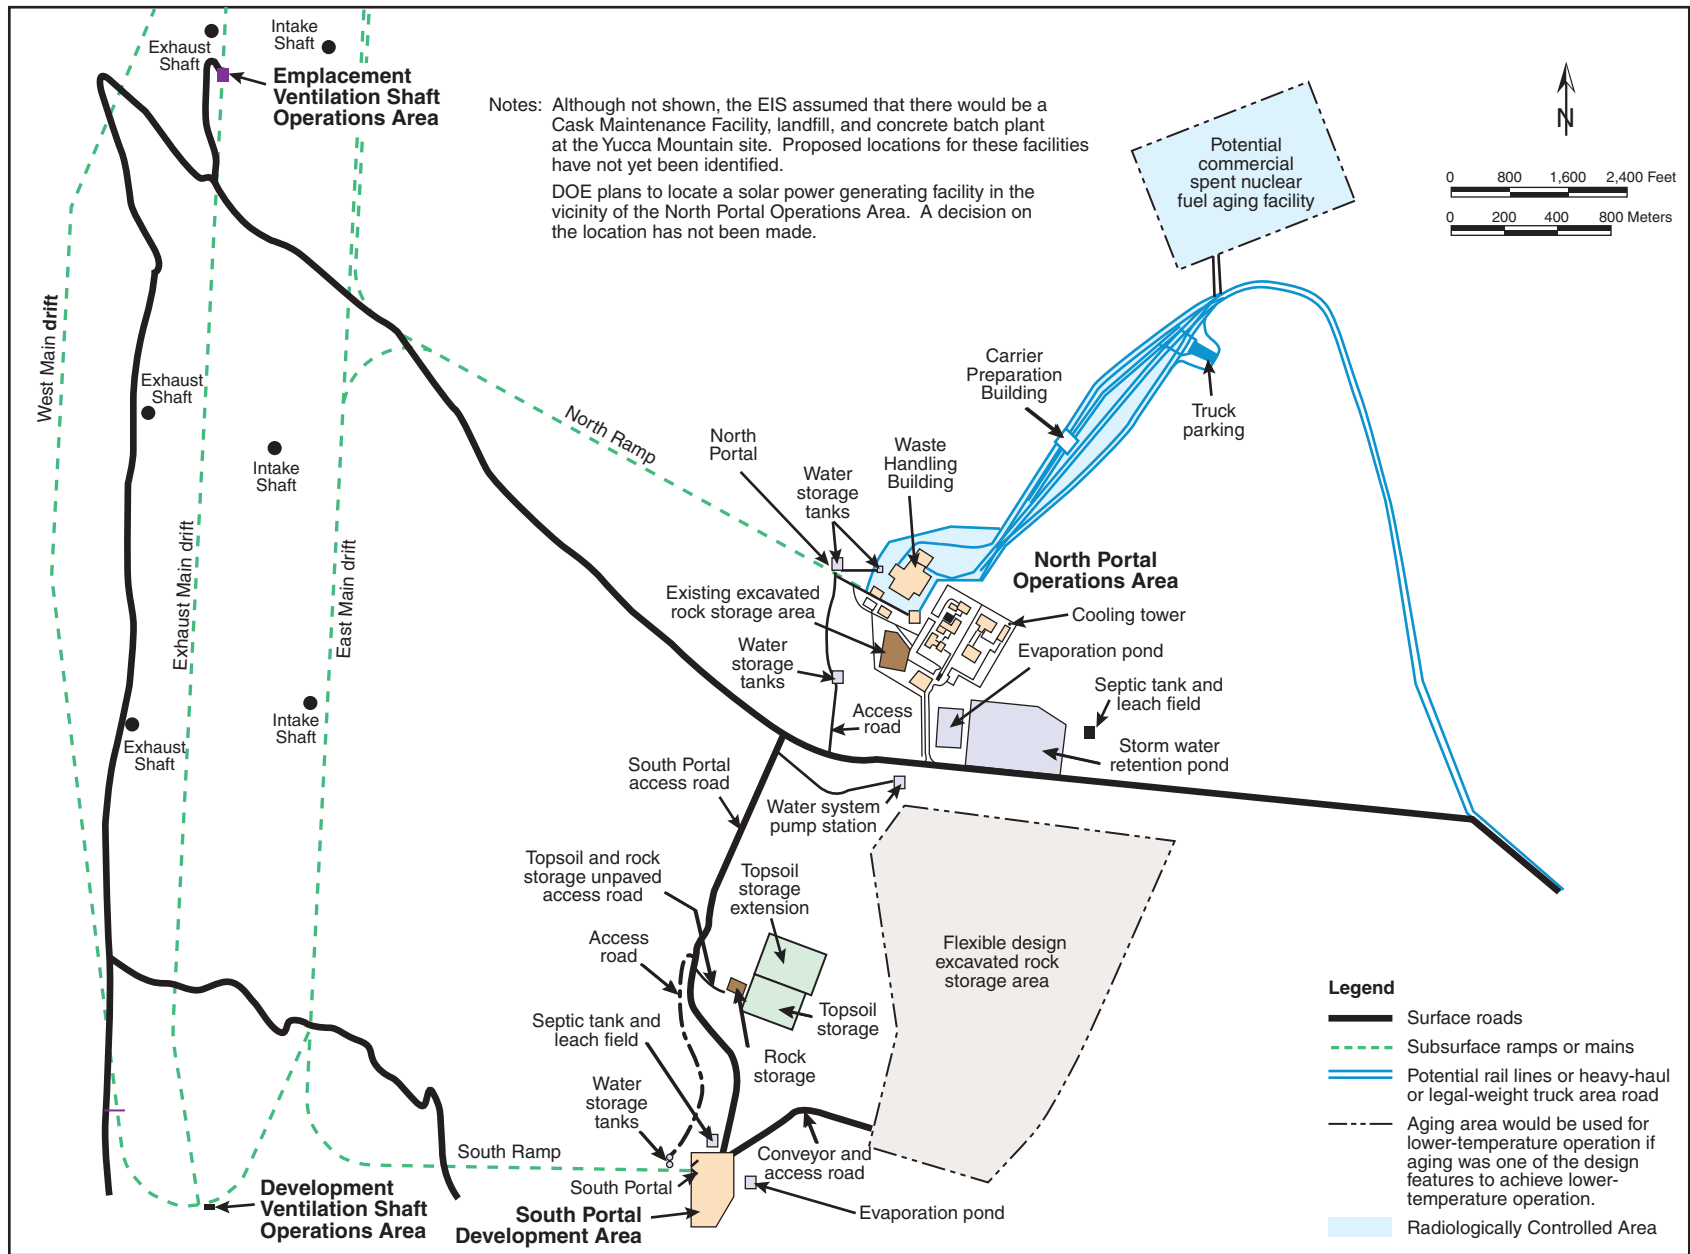 Exhaust
Shaft
Intake
Shaft
Emplacement
Ventilation Shaft
Operations Area
Notes: Although not shown, the EIS assumed that there would be a
Cask Maintenance Facility, landfill, and concrete batch plant
at the Yucca Mountain site. Proposed locations for these facilities
have not yet been identified.
DOE plans to locate a solar power generating facility in the
vicinity of the North Portal Operations Area. A decision on
the location has not been made.
Potential
commercial
spent nuclear
fuel aging facility
N
0 800 1,600 2,400 Feet
0 200 400 800 Meters
West Main drift
Exhaust
Shaft
Intake
Shaft
Exhaust Main drift
East Main drift
Intake
Shaft
Exhaust
Shaft
North Ramp
North
Portal
Water
storage
tanks
Waste
Handling
Building
Carrier
Preparation
Building
Truck
parking
North Portal
Operations Area
Existing excavated
rock storage area
Cooling tower
Water
storage
tanks
Evaporation pond
Septic tank and
leach field
Access
road
Storm water
retention pond
South Portal
access road
Water system
pump station
Topsoil and rock
storage unpaved
access road
Topsoil
storage
extension
Access
road
Flexible design
excavated rock
storage area
Topsoil
storage
Septic tank and
leach field
Rock
storage
Water
storage
tanks
South Ramp
Conveyor and
access road
South Portal
South Portal
Development Area
Evaporation pond
Development
Ventilation Shaft
Operations Area
Legend
Surface roads
Subsurface ramps or mains
Potential rail lines or heavy-haul
or legal-weight truck area road
Aging area would be used for
lower-temperature operation if
aging was one of the design
features to achieve lower-
temperature operation.
Radiologically Controlled Area